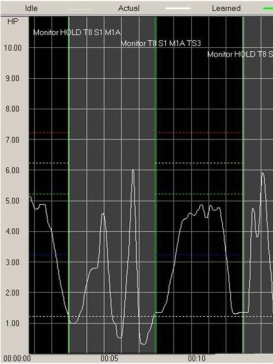 Idle Actual Learned
HP
Monitor HOLD T8 S1 M1A
Monitor T8 S1 M1A TS3
Monitor HOLD T8 S
10.00
9.00
8.00
7.00
6.00
5.00
4.00
3.00
2.00
1.00
00:00:00 00:05 00:10